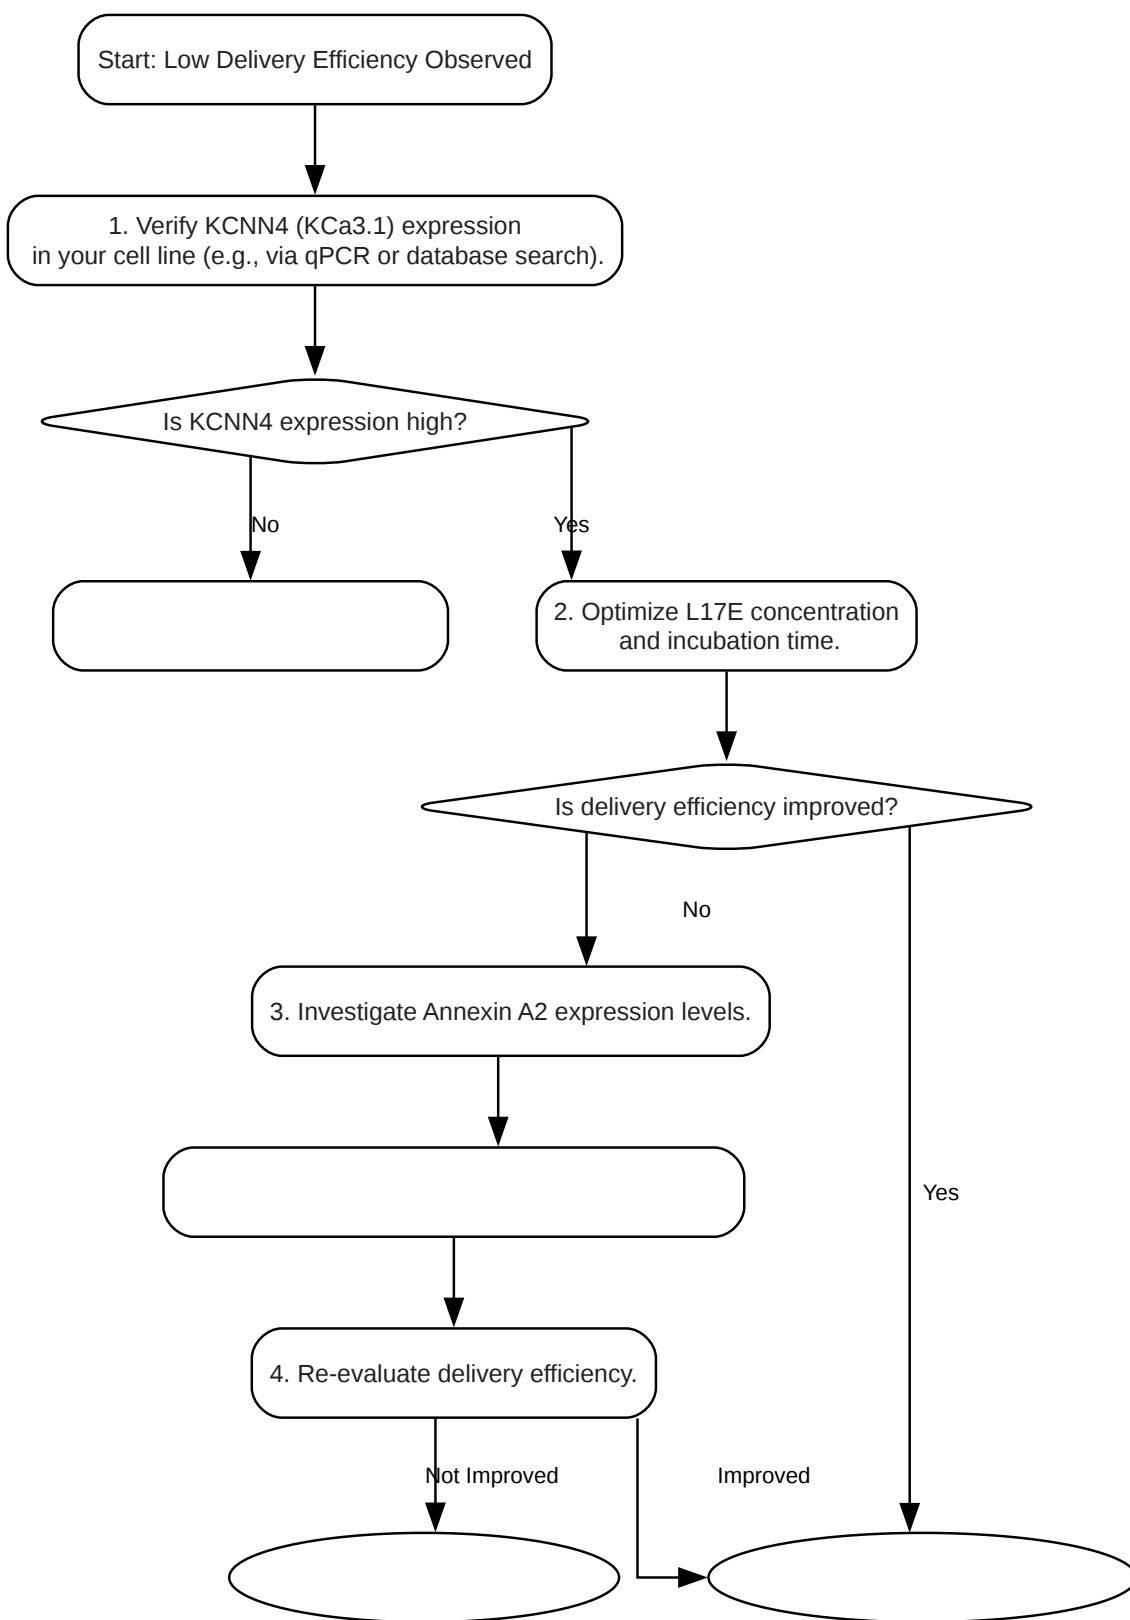 Start: Low Delivery Efficiency Observed
1. Verify KCNN4 (KCa3.1) expression
in your cell line (e.g., via qPCR or database search).
Is KCNN4 expression high?
No
Yes
2. Optimize L17E concentration
and incubation time.
Is delivery efficiency improved?
No
3. Investigate Annexin A2 expression levels.
Yes
4. Re-evaluate delivery efficiency.
Not Improved
Improved